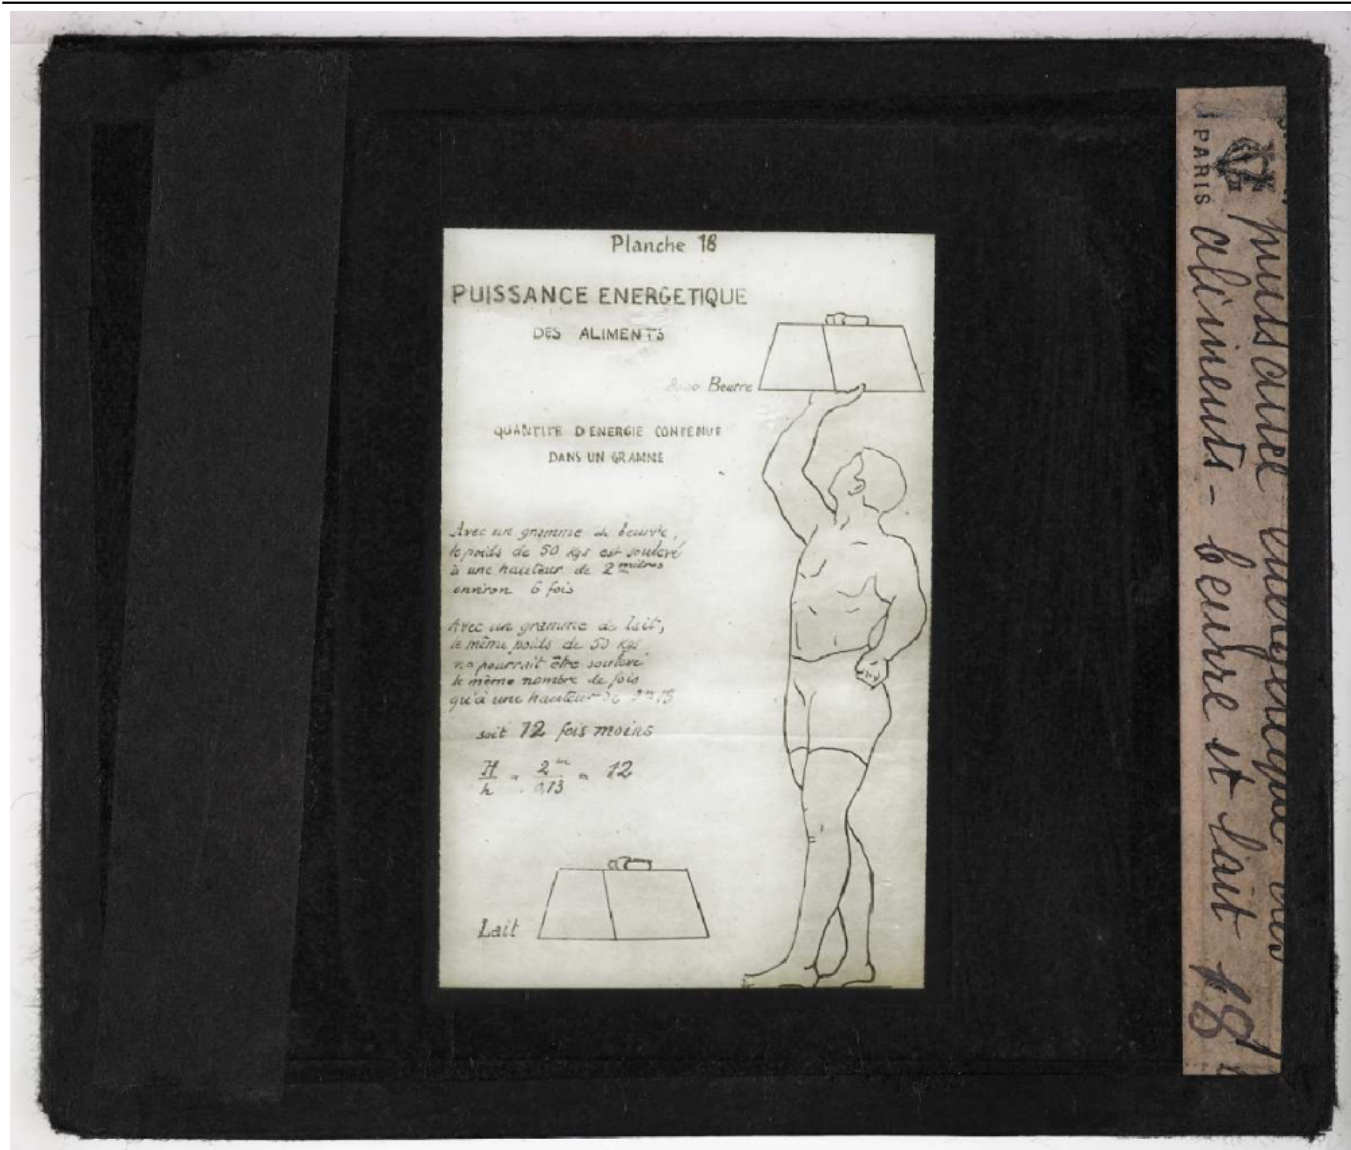 Planche 18
PUISSANCE ENERGETIQUE
DES ALIMENTS
Beurre
QUANTITE D'ENERGIE CONTENUE
DANS UN GRAMME
Avec un gramme de beurre,
le poids de 50 kgs est soulevé
à une hauteur de 2 mètres
environ 6 fois
Avec un gramme de lait,
le même poids de 50 kgs
ne pourrait être soulevé
le même nombre de fois
qu'à une hauteur de
soit 12 fois moins
H/h = 2m/0,13 = 12
Lait
PARIS
puissance energetique des
aliments - beurre et lait 18